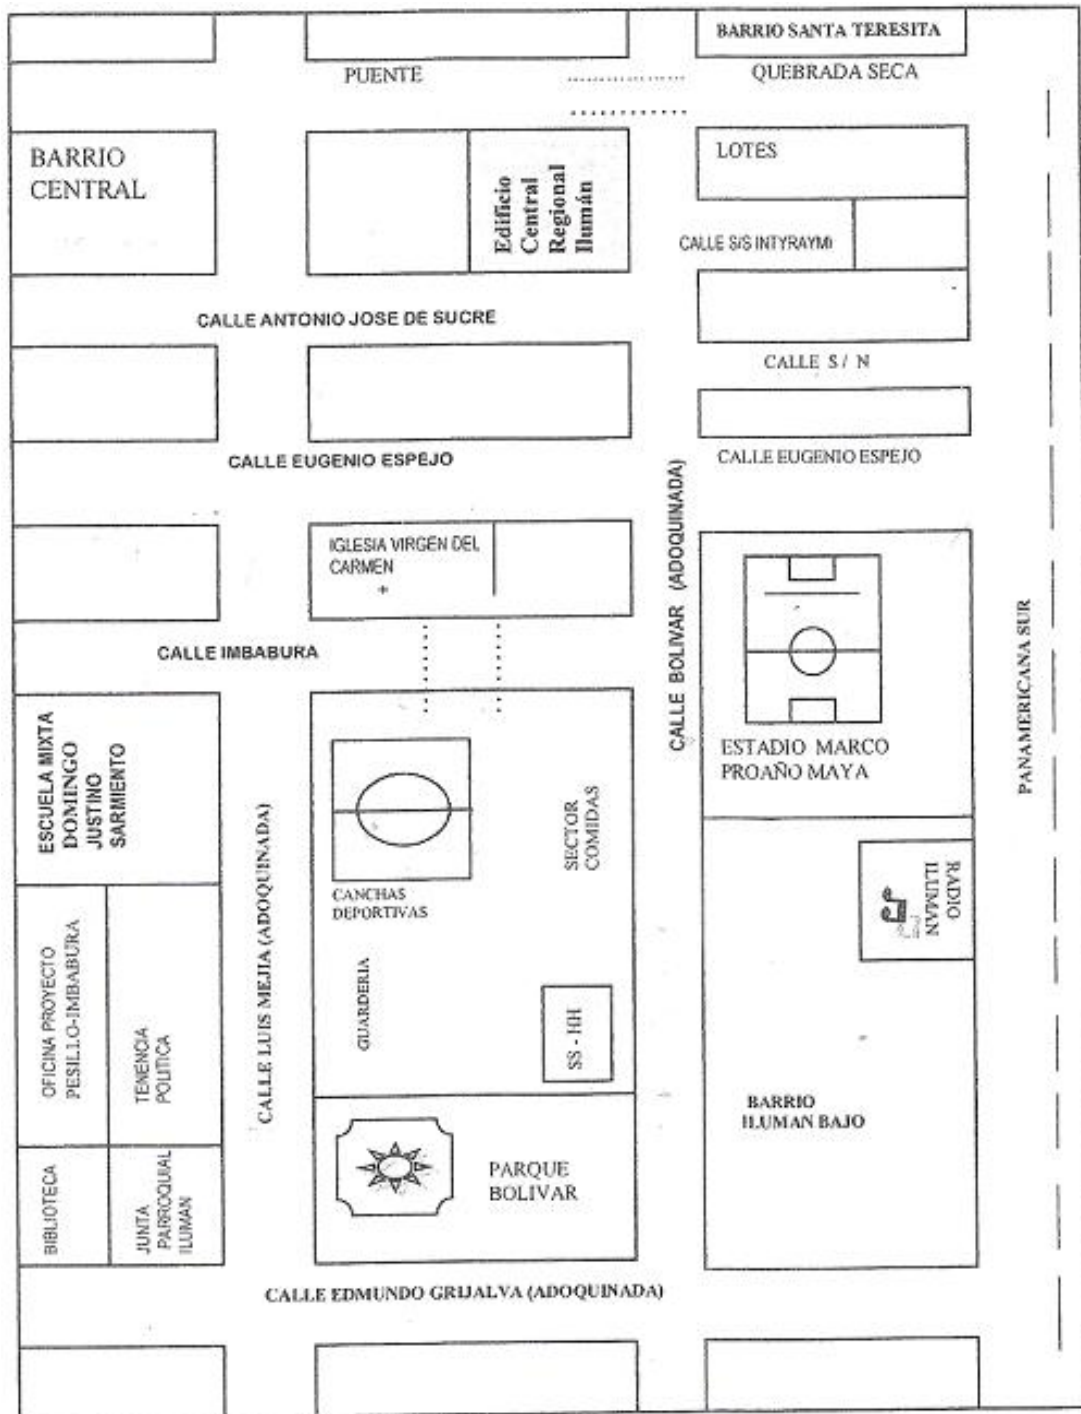 BARRIO SANTA TERESITA
PUENTE
QUEBRADA SECA
BARRIO
CENTRAL
Edificio
Central
Regional
Ilumán
LOTES
CALLE S/S INTYRAYMI
CALLE ANTONIO JOSE DE SUCRE
CALLE S / N
CALLE EUGENIO ESPEJO
CALLE EUGENIO ESPEJO
IGLESIA VIRGEN DEL
CARMEN
+
CALLE BOLIVAR (ADOQUINADA)
CALLE IMBABURA
PANAMERICANA SUR
ESCUELA MIXTA
DOMINGO
JUSTINO
SARMIENTO
ESTADIO MARCO
PROAÑO MAYA
SECTOR
COMIDAS
CANCHAS
DEPORTIVAS
CALLE LUIS MEJIA (ADOQUINADA)
RADIO
ILUMAN
OFICINA PROYECTO
PESILLO-IMBABURA
TENENCIA
POLITICA
GUARDERIA
SS - HH
BARRIO
ILUMAN BAJO
BIBLIOTECA
JUNTA
PARROQUIAL
ILUMAN
PARQUE
BOLIVAR
CALLE EDMUNDO GRIJALVA (ADOQUINADA)